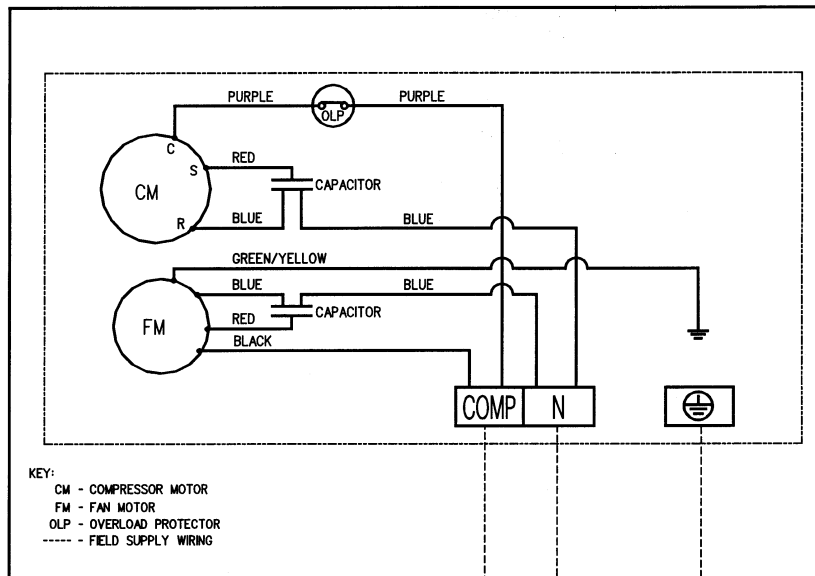 PURPLE
PURPLE
OLP
C
S
RED
CM
CAPACITOR
R
BLUE
BLUE
GREEN/YELLOW
BLUE
BLUE
CAPACITOR
FM
RED
BLACK
COMP
N
KEY:
CM - COMPRESSOR MOTOR
FM - FAN MOTOR
OLP - OVERLOAD PROTECTOR
----- - FIELD SUPPLY WIRING